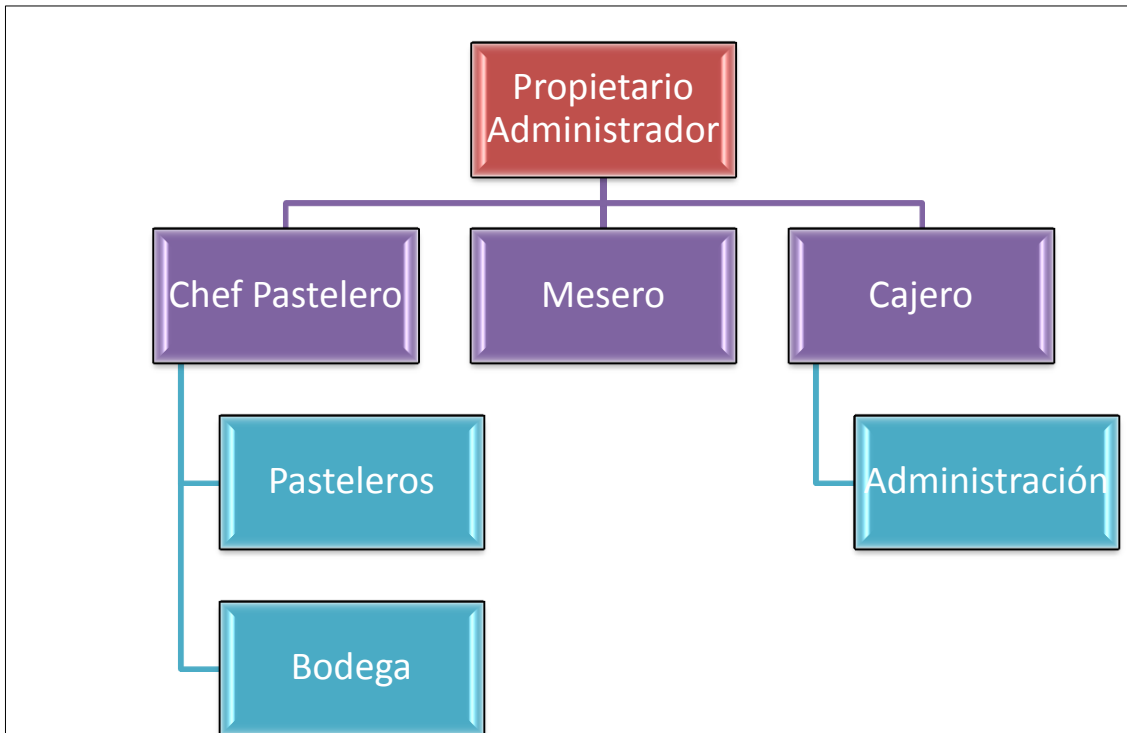 Propietario
Administrador
Chef Pastelero
Mesero
Cajero
Pasteleros
Administración
Bodega